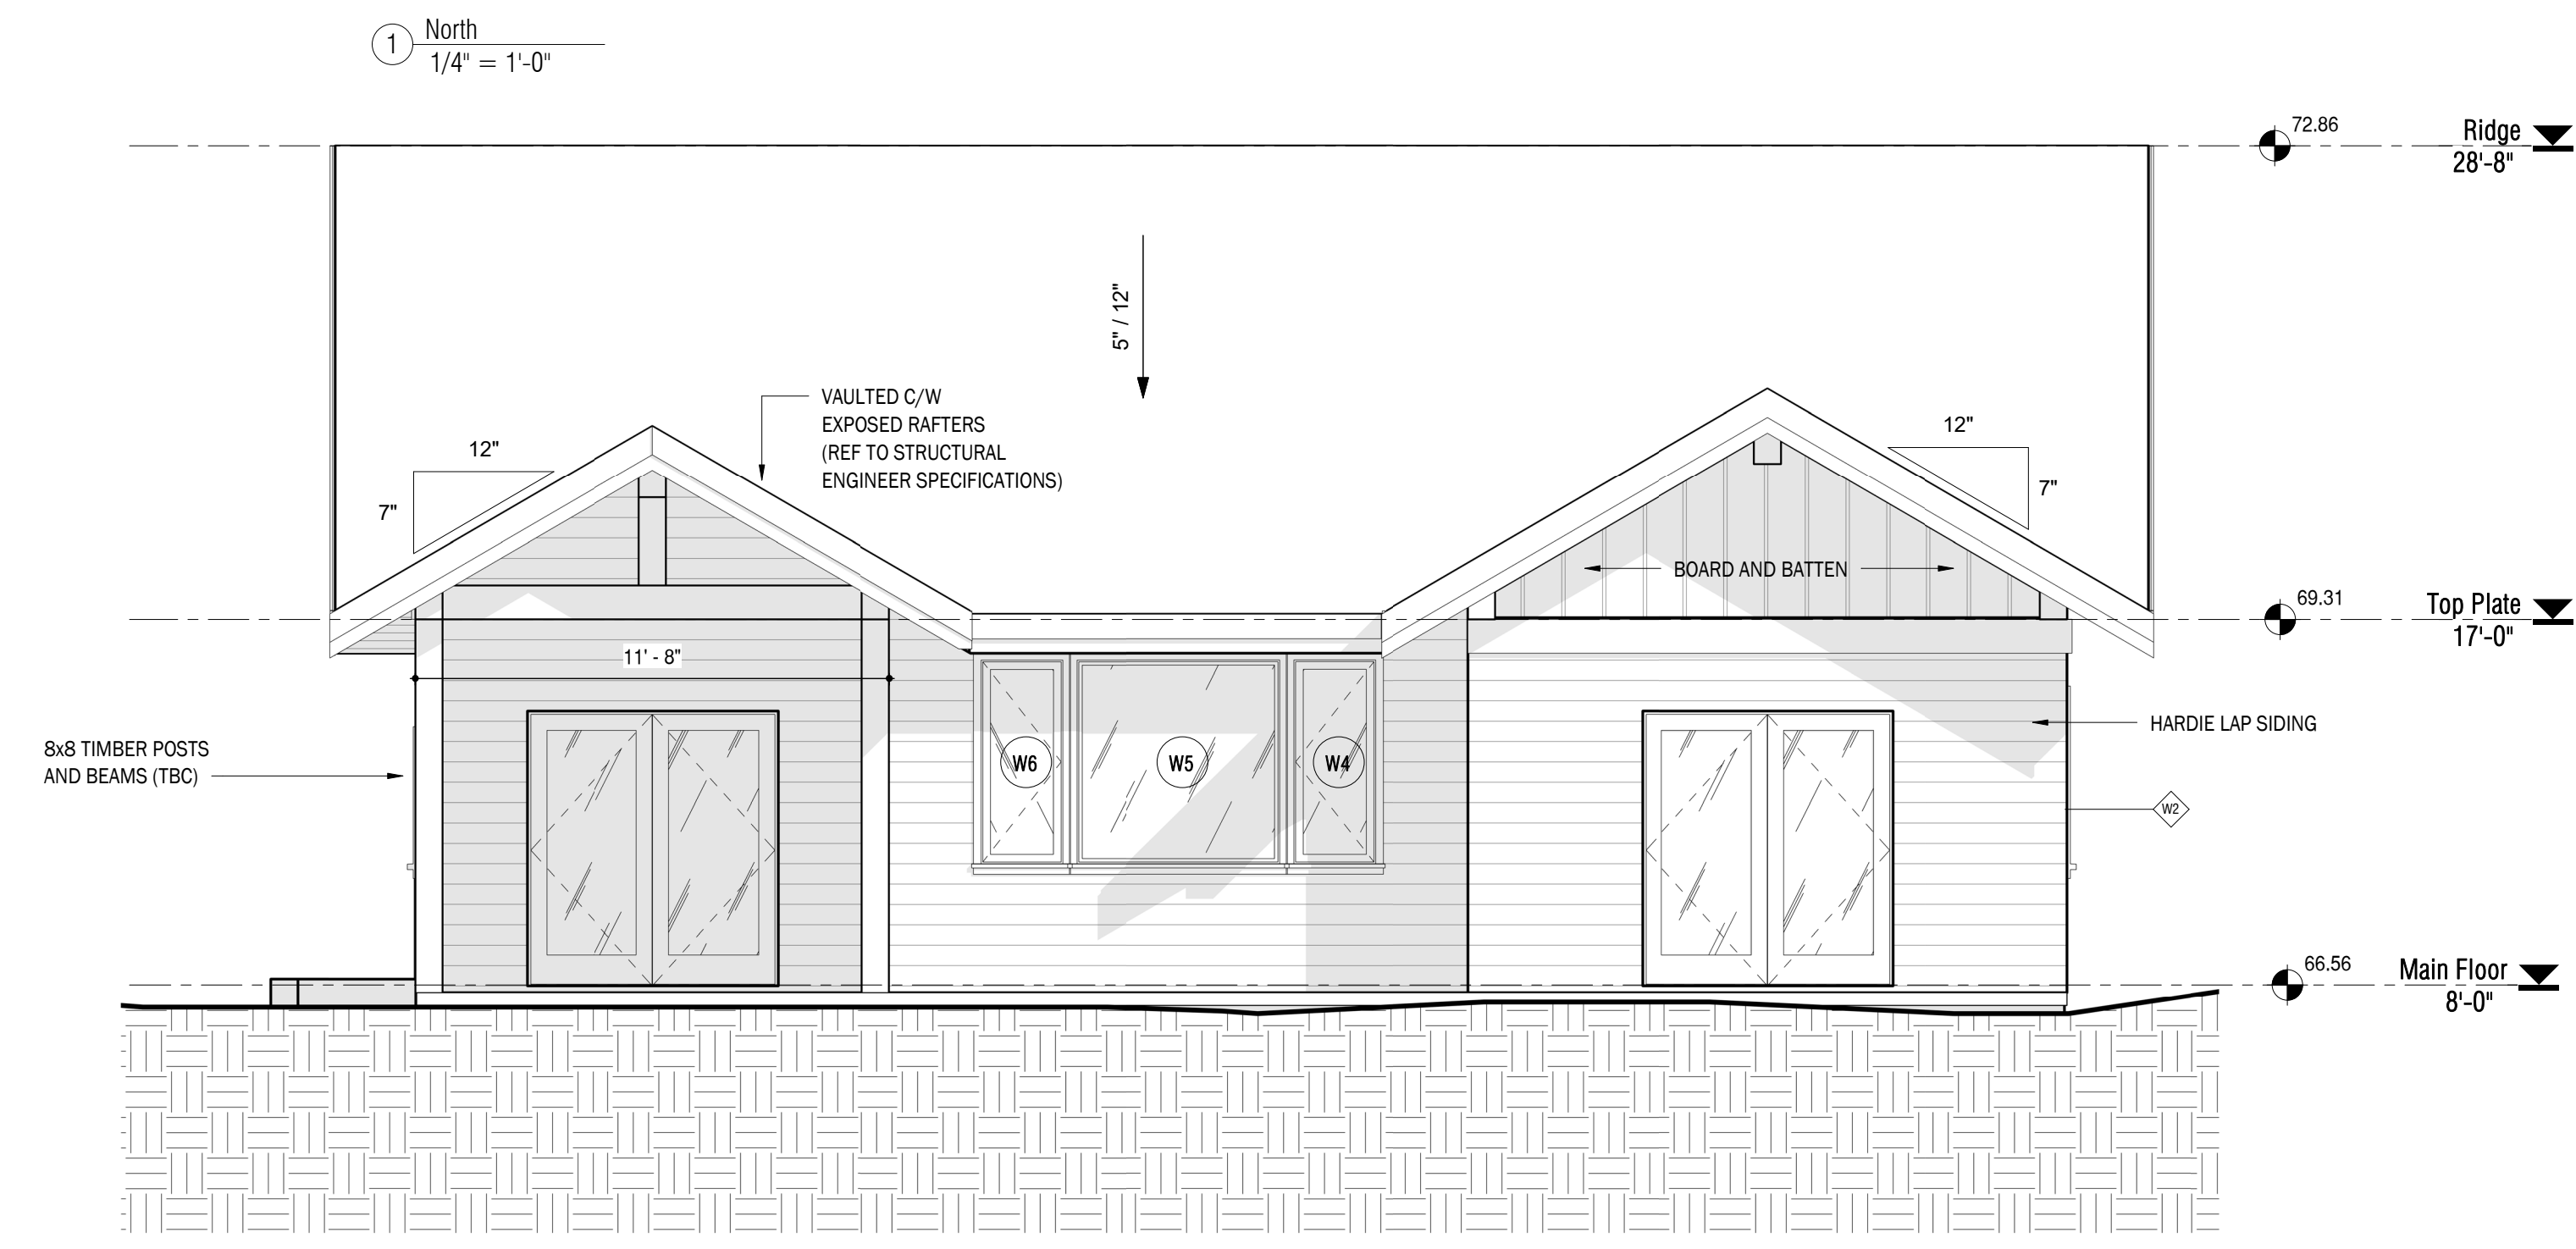 1
North
1/4" = 1'-0"
72.86
Ridge
28'-8"
5" / 12"
VAULTED C/W
EXPOSED RAFTERS
(REF TO STRUCTURAL
ENGINEER SPECIFICATIONS)
12"
7"
12"
7"
BOARD AND BATTEN
69.31
Top Plate
17'-0"
11' - 8"
HARDIE LAP SIDING
8x8 TIMBER POSTS
AND BEAMS (TBC)
W6
W5
W4
W2
66.56
Main Floor
8'-0"